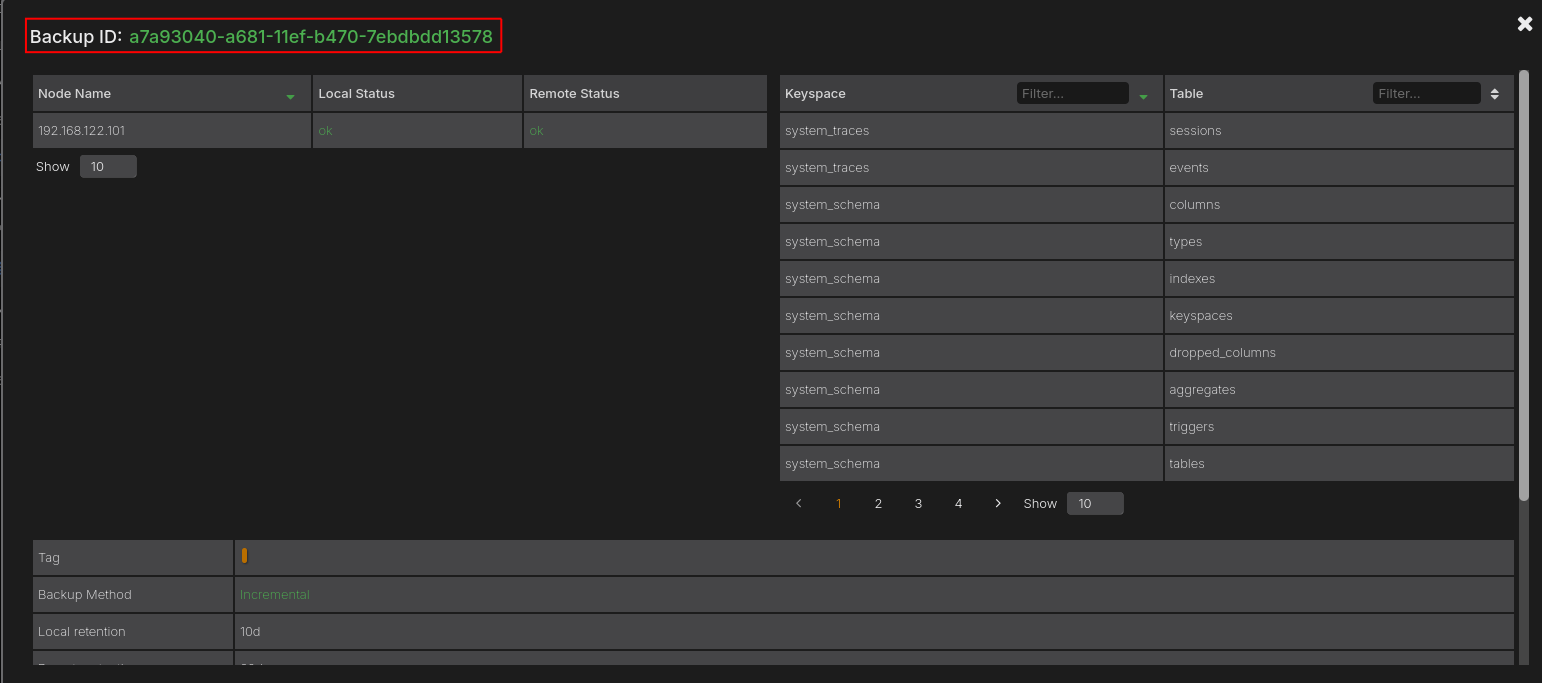 Backup ID: a7a93040-a681-11ef-b470-7ebdbdd13578
Node Name Local Status Remote Status
192.168.122.101 ok ok
Show 10
Keyspace Filter... Table Filter...
system_traces sessions
system_traces events
system_schema columns
system_schema types
system_schema indexes
system_schema keyspaces
system_schema dropped_columns
system_schema aggregates
system_schema triggers
system_schema tables
1 2 3 4 Show 10
Tag
Backup Method Incremental
Local retention 10d